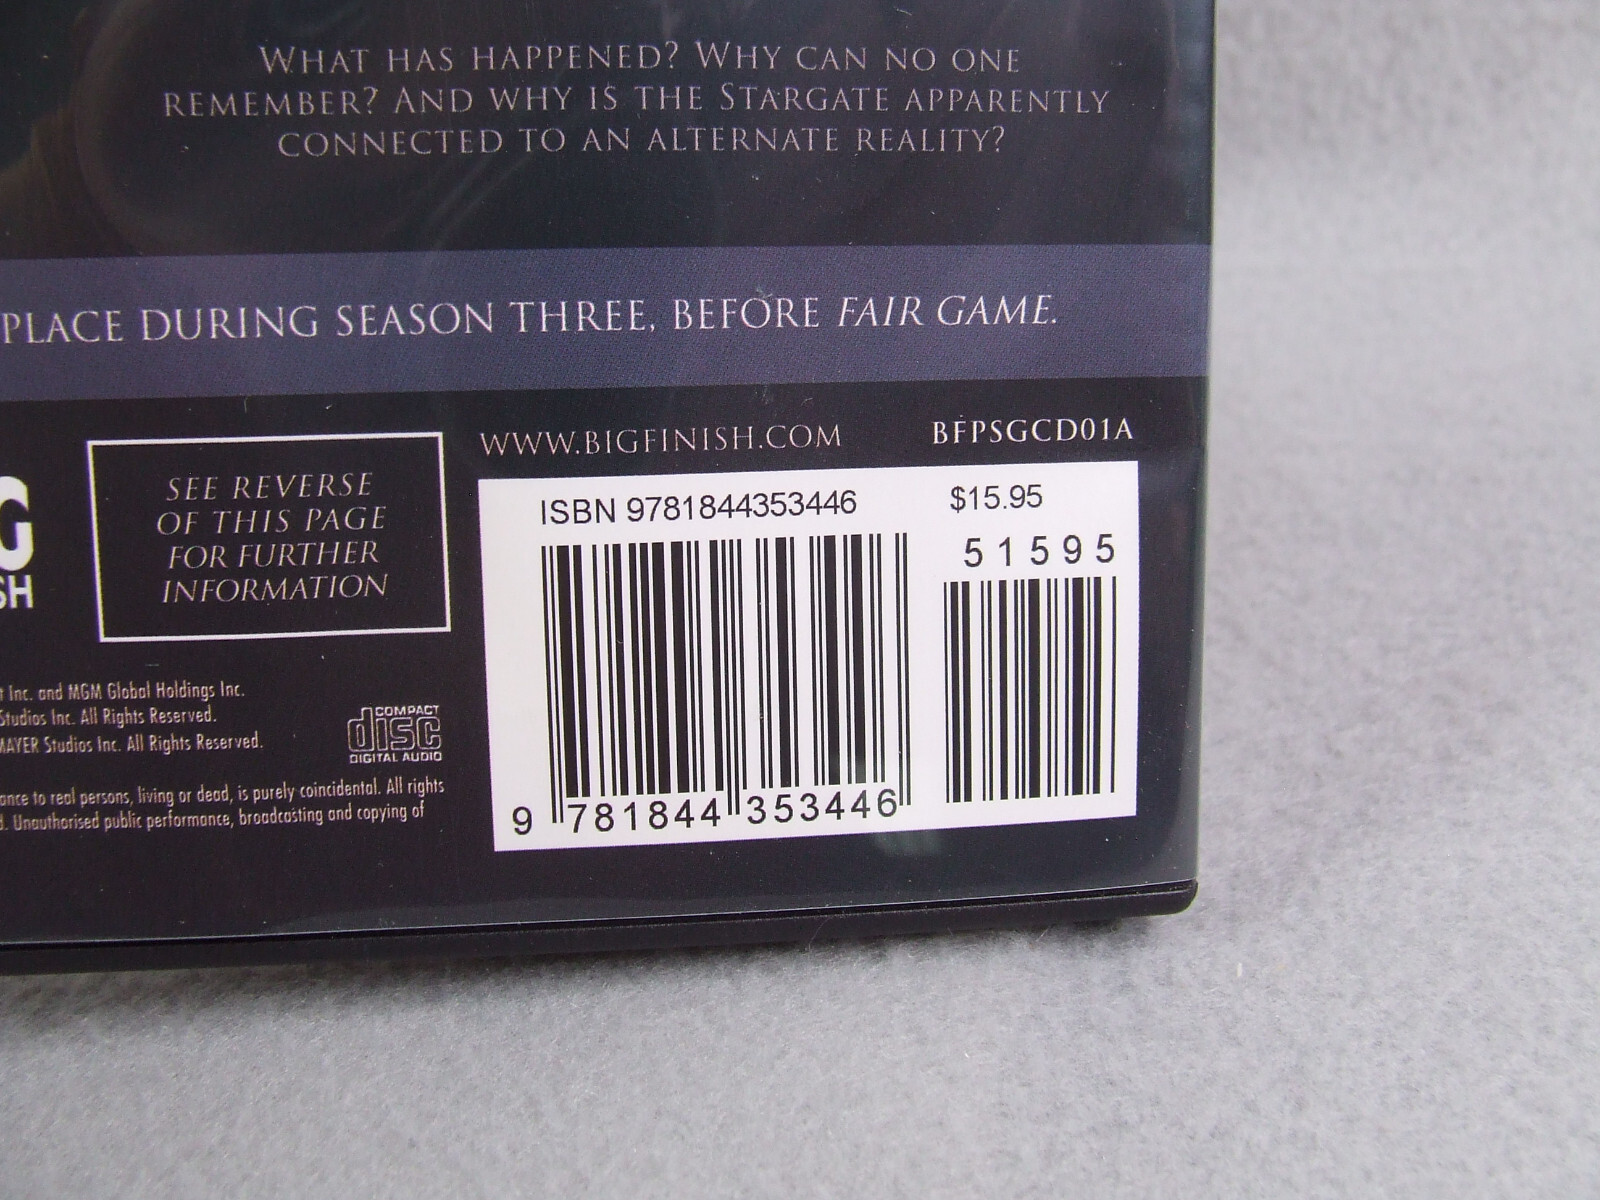 WHAT HAS HAPPENED? WHY CAN NO ONE
REMEMBER? AND WHY IS THE STARGATE APPARENTLY
CONNECTED TO AN ALTERNATE REALITY?
PLACE DURING SEASON THREE, BEFORE FAIR GAME.
WWW.BIGFINISH.COM BFPSGCD01A
G
SH
SEE REVERSE
OF THIS PAGE
FOR FURTHER
INFORMATION
ISBN 9781844353446 $15.95
51595
9 781844 353446
t Inc. and MGM Global Holdings Inc.
Studios Inc. All Rights Reserved.
MAYER Studios Inc. All Rights Reserved.
COMPACT
disc
DIGITAL AUDIO
ance to real persons, living or dead, is purely coincidental. All rights
d. Unauthorised public performance, broadcasting and copying of